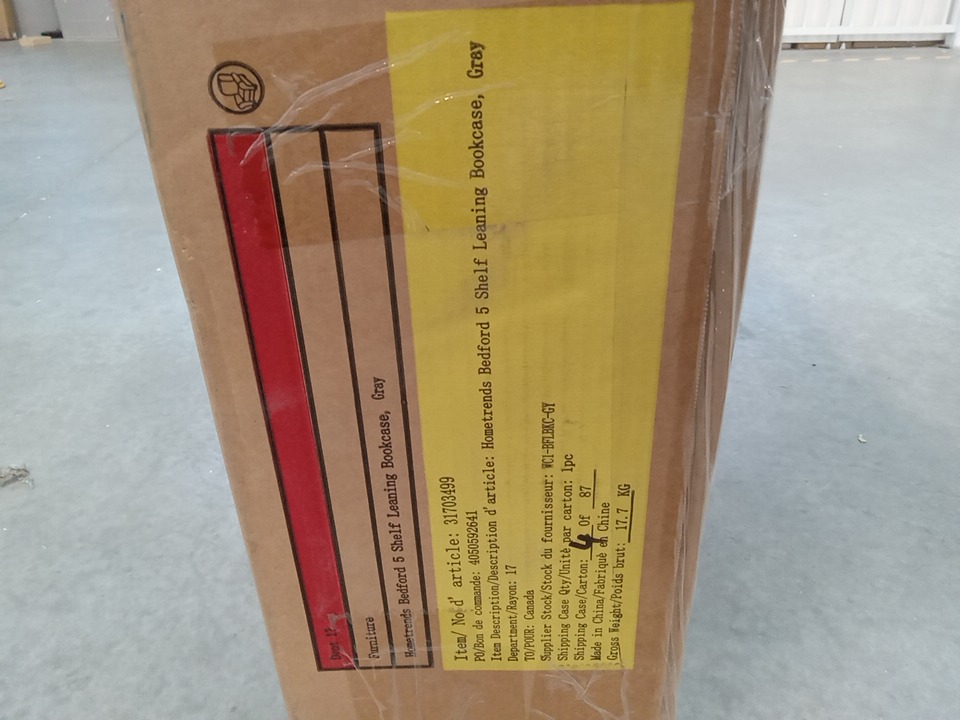 Dept 17
Furniture
Hometrends Bedford 5 Shelf Leaning Bookcase, Gray
Item/ No d' article: 31703499
PO/Bon de commande: 4050592641
Item Description/Description d'article: Hometrends Bedford 5 Shelf Leaning Bookcase, Gray
Department/Rayon: 17
TO/POUR: Canada
Supplier Stock/Stock du fournisseur: WC1-BFLBKC-GY
Shipping Case Qty/Unitè par carton: 1pc
Shipping Case/Carton: 4 Of 87
Made in China/Fabriquè en Chine
Gross Weight/Poids brut: 17.7 KG